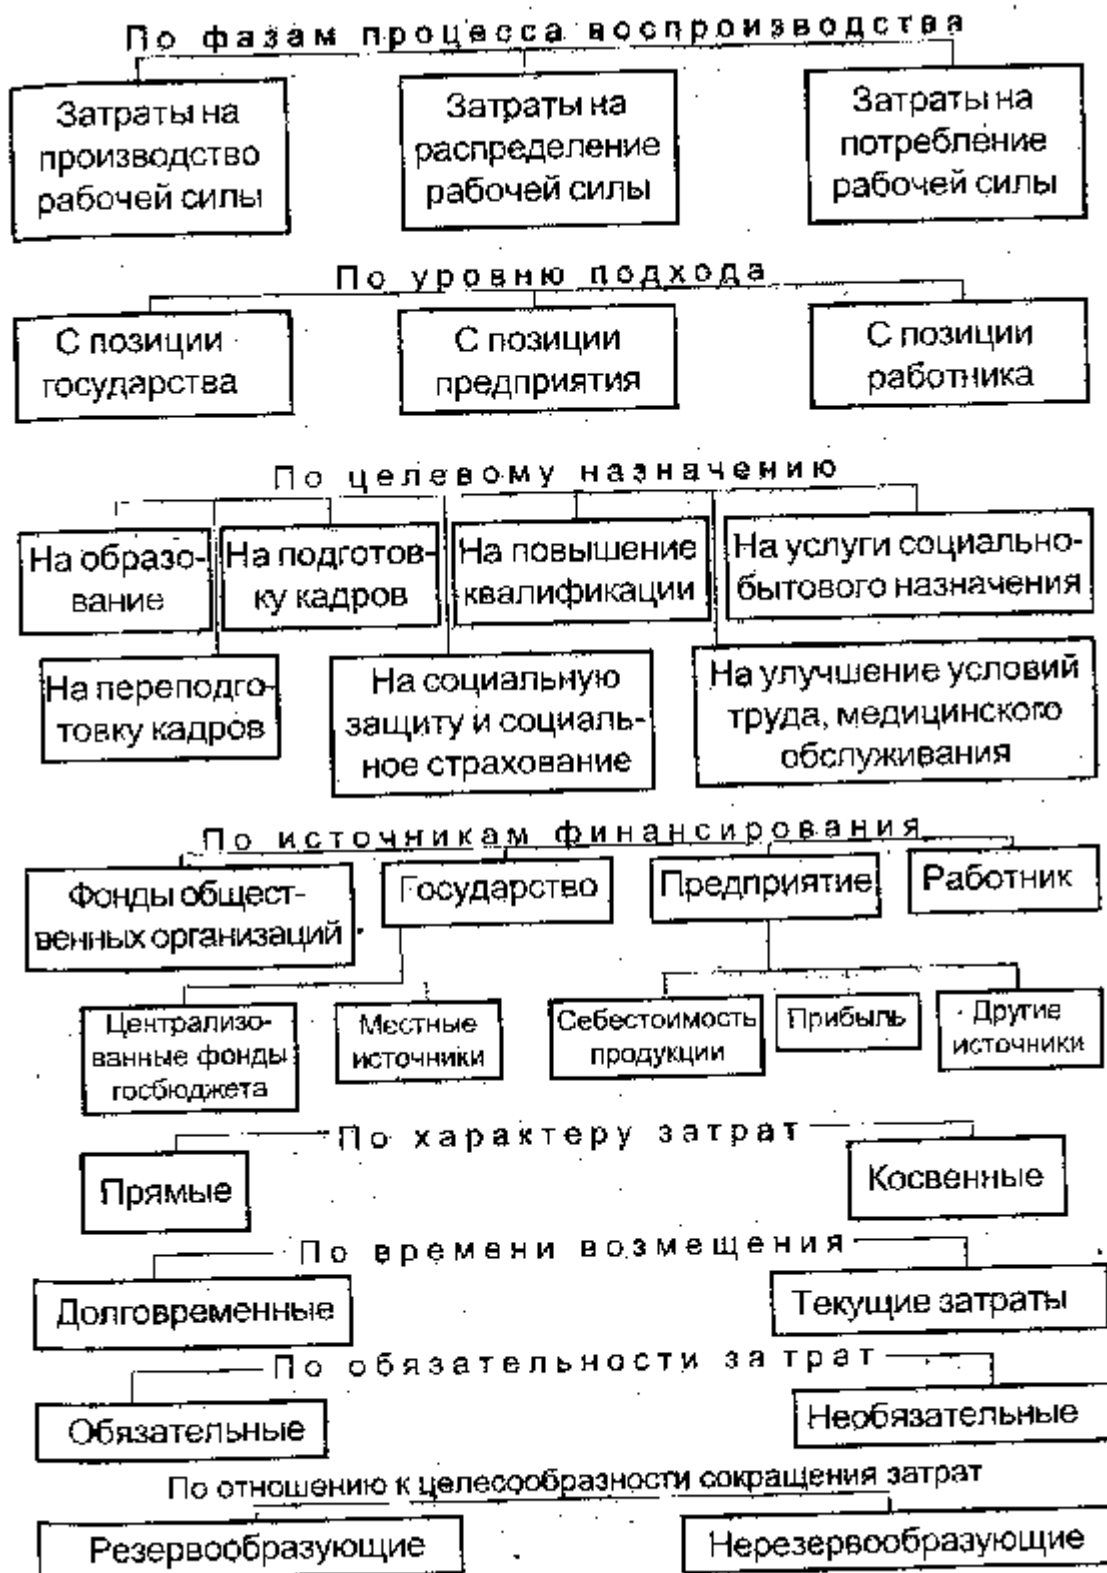 По фазам процесса воспроизводства
Затраты на
производство
рабочей силы
Затраты на
распределение
рабочей силы
Затраты на
потребление
рабочей силы
По уровню подхода
С позиции
государства
С позиции
предприятия
С позиции
работника
По целевому назначению
На образо-
вание
На подготов-
ку кадров
На повышение
квалификации
На услуги социально-
бытового назначения
На переподго-
товку кадров
На социальную
защиту и социаль-
ное страхование
На улучшение условий
труда, медицинского
обслуживания
По источникам финансирования
Фонды общест-
венных организаций
Государство
Предприятие
Работник
Централизо-
ванные фонды
госбюджета
Местные
источники
Себестоимость
продукции
Прибыль
Другие
источники
По характеру затрат
Прямые
Косвенные
По времени возмещения
Долговременные
Текущие затраты
По обязательности затрат
Обязательные
Необязательные
По отношению к целесообразности сокращения затрат
Резервообразующие
Нерезервообразующие